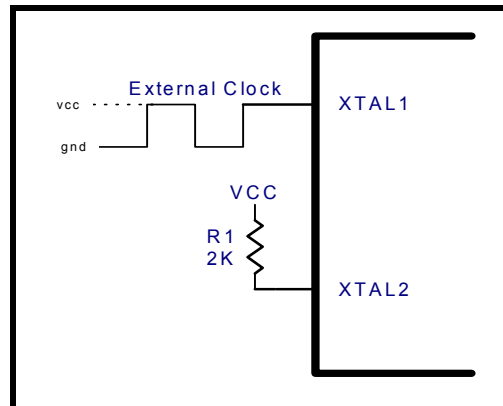 External Clock
vcc
XTAL1
gnd
VCC
R1
2K
XTAL2